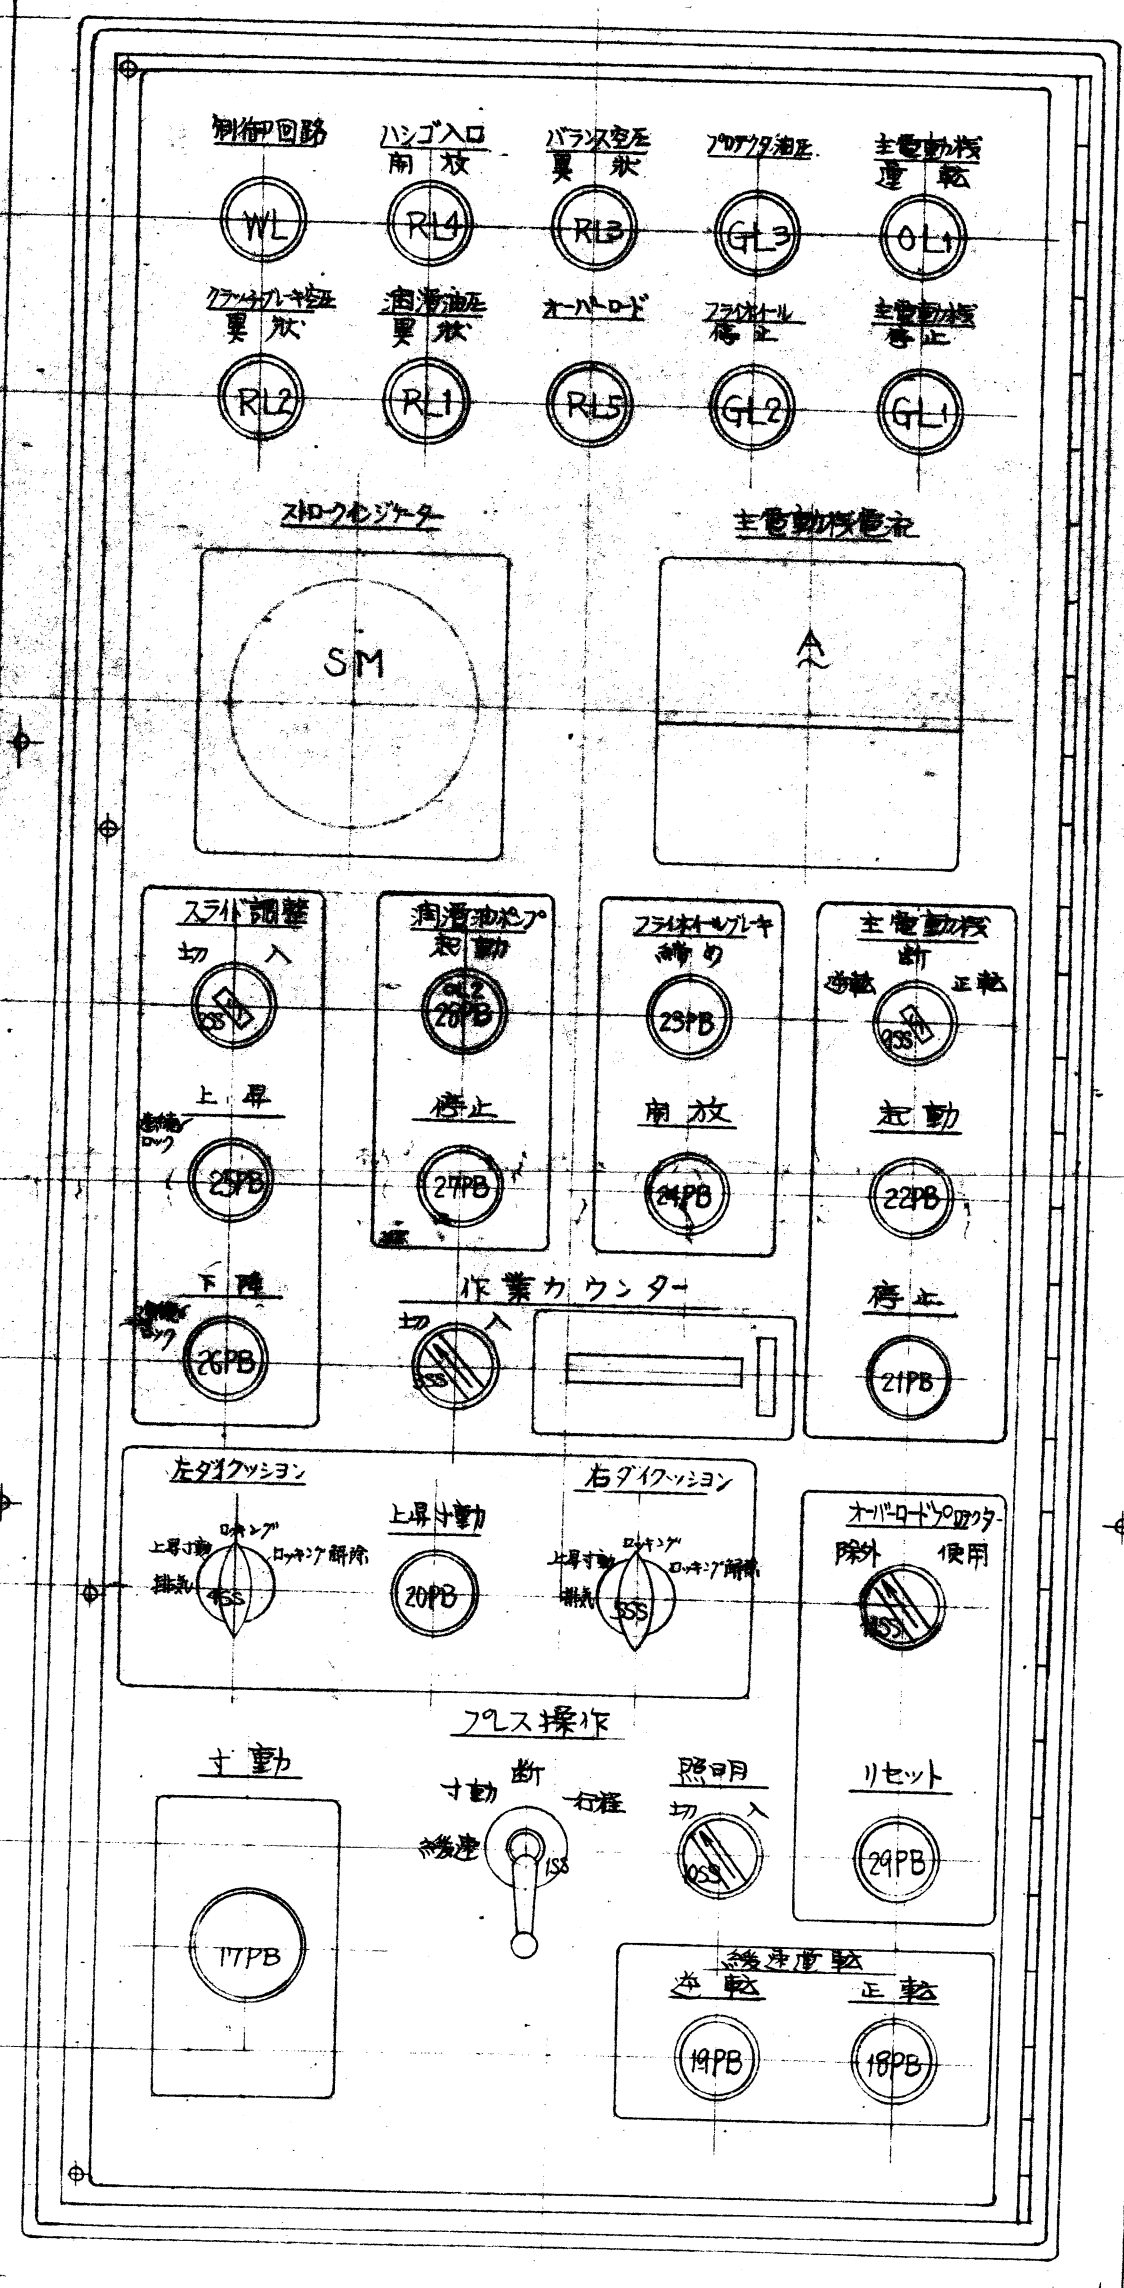 制御回路
ハシゴ入口
開放
バランス空圧
異状
プロテクタ油圧
主電動機
運転
WL
RL4
RL3
GL3
OL1
クラッチ・ブレーキ空圧
異状
潤滑油圧
異状
オーバーロード
フライホイール
停止
主電動機
停止
RL2
RL1
RL5
GL2
GL1
ストロークインジケーター
主電動機電流
SM
A
スライド調整
切
入
潤滑油ポンプ
起動
フライホイールブレーキ
締め
主電動機
断
逆転
正転
OL2
28PB
23PB
9SS
上昇
停止
開放
起動
ロック
25PB
27PB
24PB
22PB
下降
作業カウンター
停止
ロック
切
入
26PB
21PB
左ダイクッション
上昇寸動
右ダイクッション
オーバーロードプロテクター
ロッキング
上昇寸動
ロッキング解除
排気
4SS
20PB
ロッキング
上昇寸動
ロッキング解除
排気
5SS
除外
使用
プレス操作
寸動
断
寸動
行程
緩速
1SS
照明
切
入
10SS
リセット
29PB
17PB
緩速運転
逆転
正転
19PB
18PB